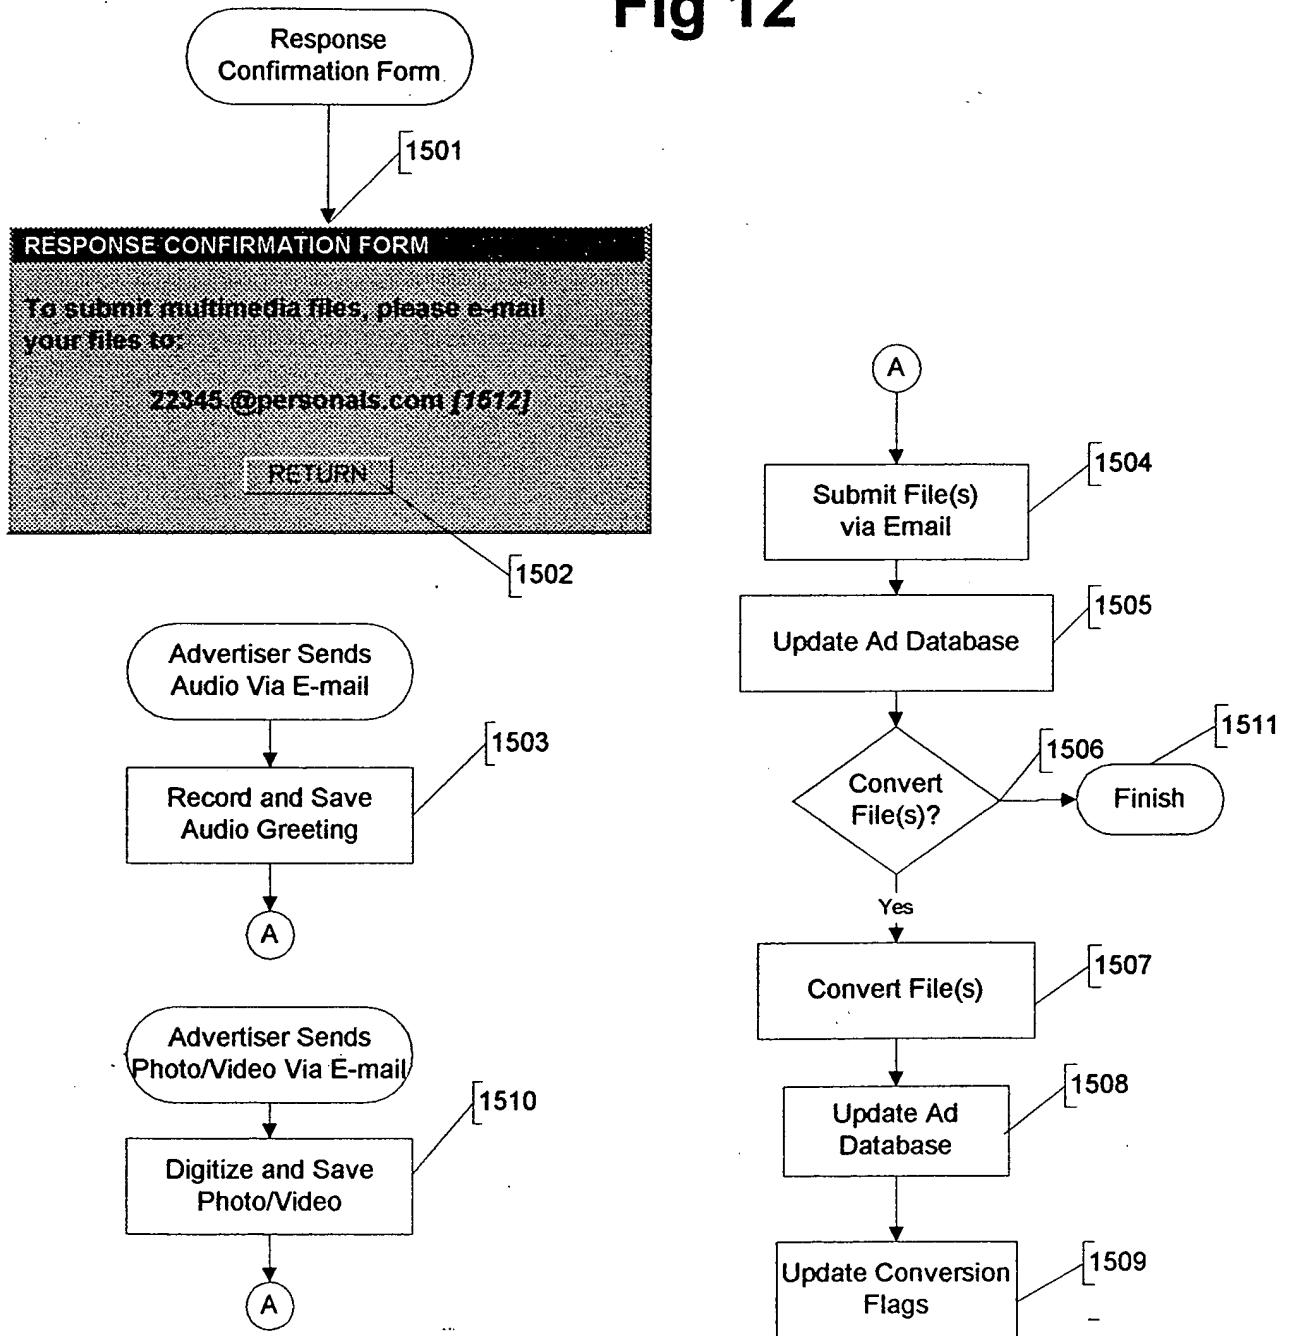 Fig 12
Response
Confirmation Form
1501
RESPONSE CONFIRMATION FORM
To submit multimedia files, please e-mail
your files to:
22345.@personals.com [1512]
RETURN
1502
Advertiser Sends
Audio Via E-mail
1503
Record and Save
Audio Greeting
A
Advertiser Sends
Photo/Video Via E-mail
1510
Digitize and Save
Photo/Video
A
A
1504
Submit File(s)
via Email
1505
Update Ad Database
1506
1511
Convert
File(s)?
Finish
Yes
1507
Convert File(s)
1508
Update Ad
Database
1509
Update Conversion
Flags